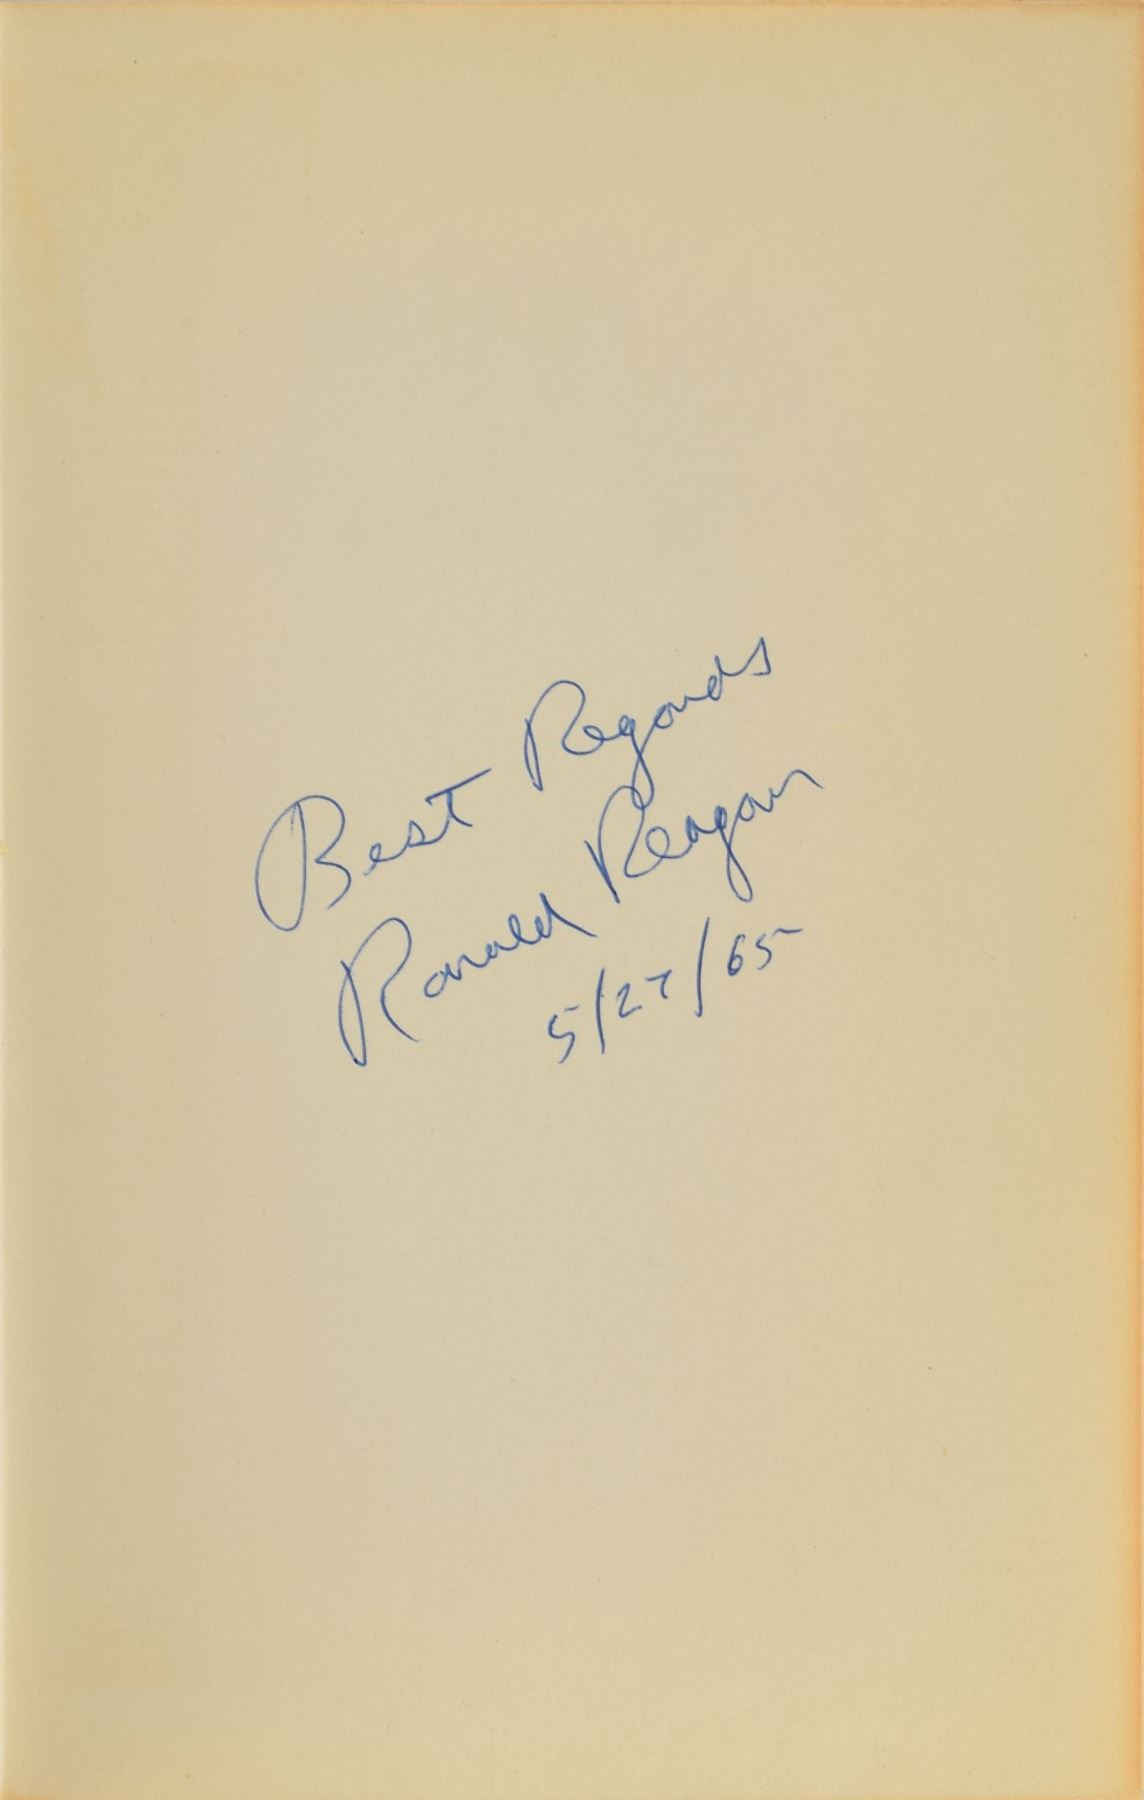 Best Regards
Ronald Reagan
5/27/65